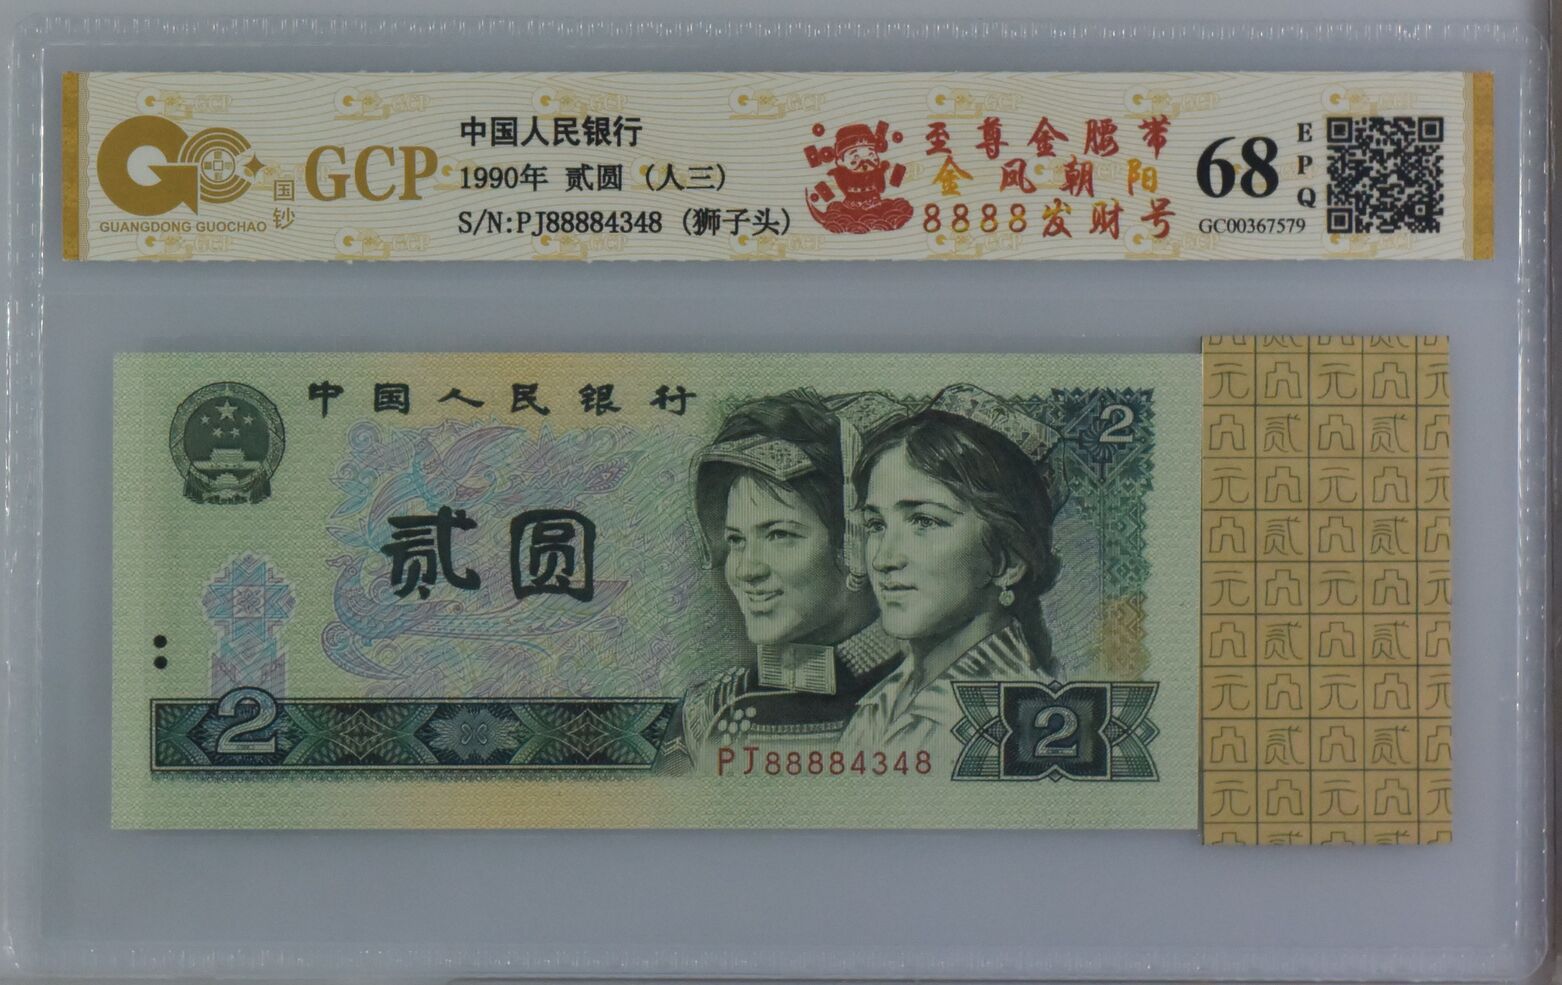 GCP
国钞
GUANGDONG GUOCHAO
中国人民银行
1990年 贰圆 (人三)
S/N:PJ88884348 (狮子头)
至尊金腰带
金凤朝阳
8888发财号
68
EPQ
GC00367579
中国人民银行
2
贰圆
2
PJ88884348
2